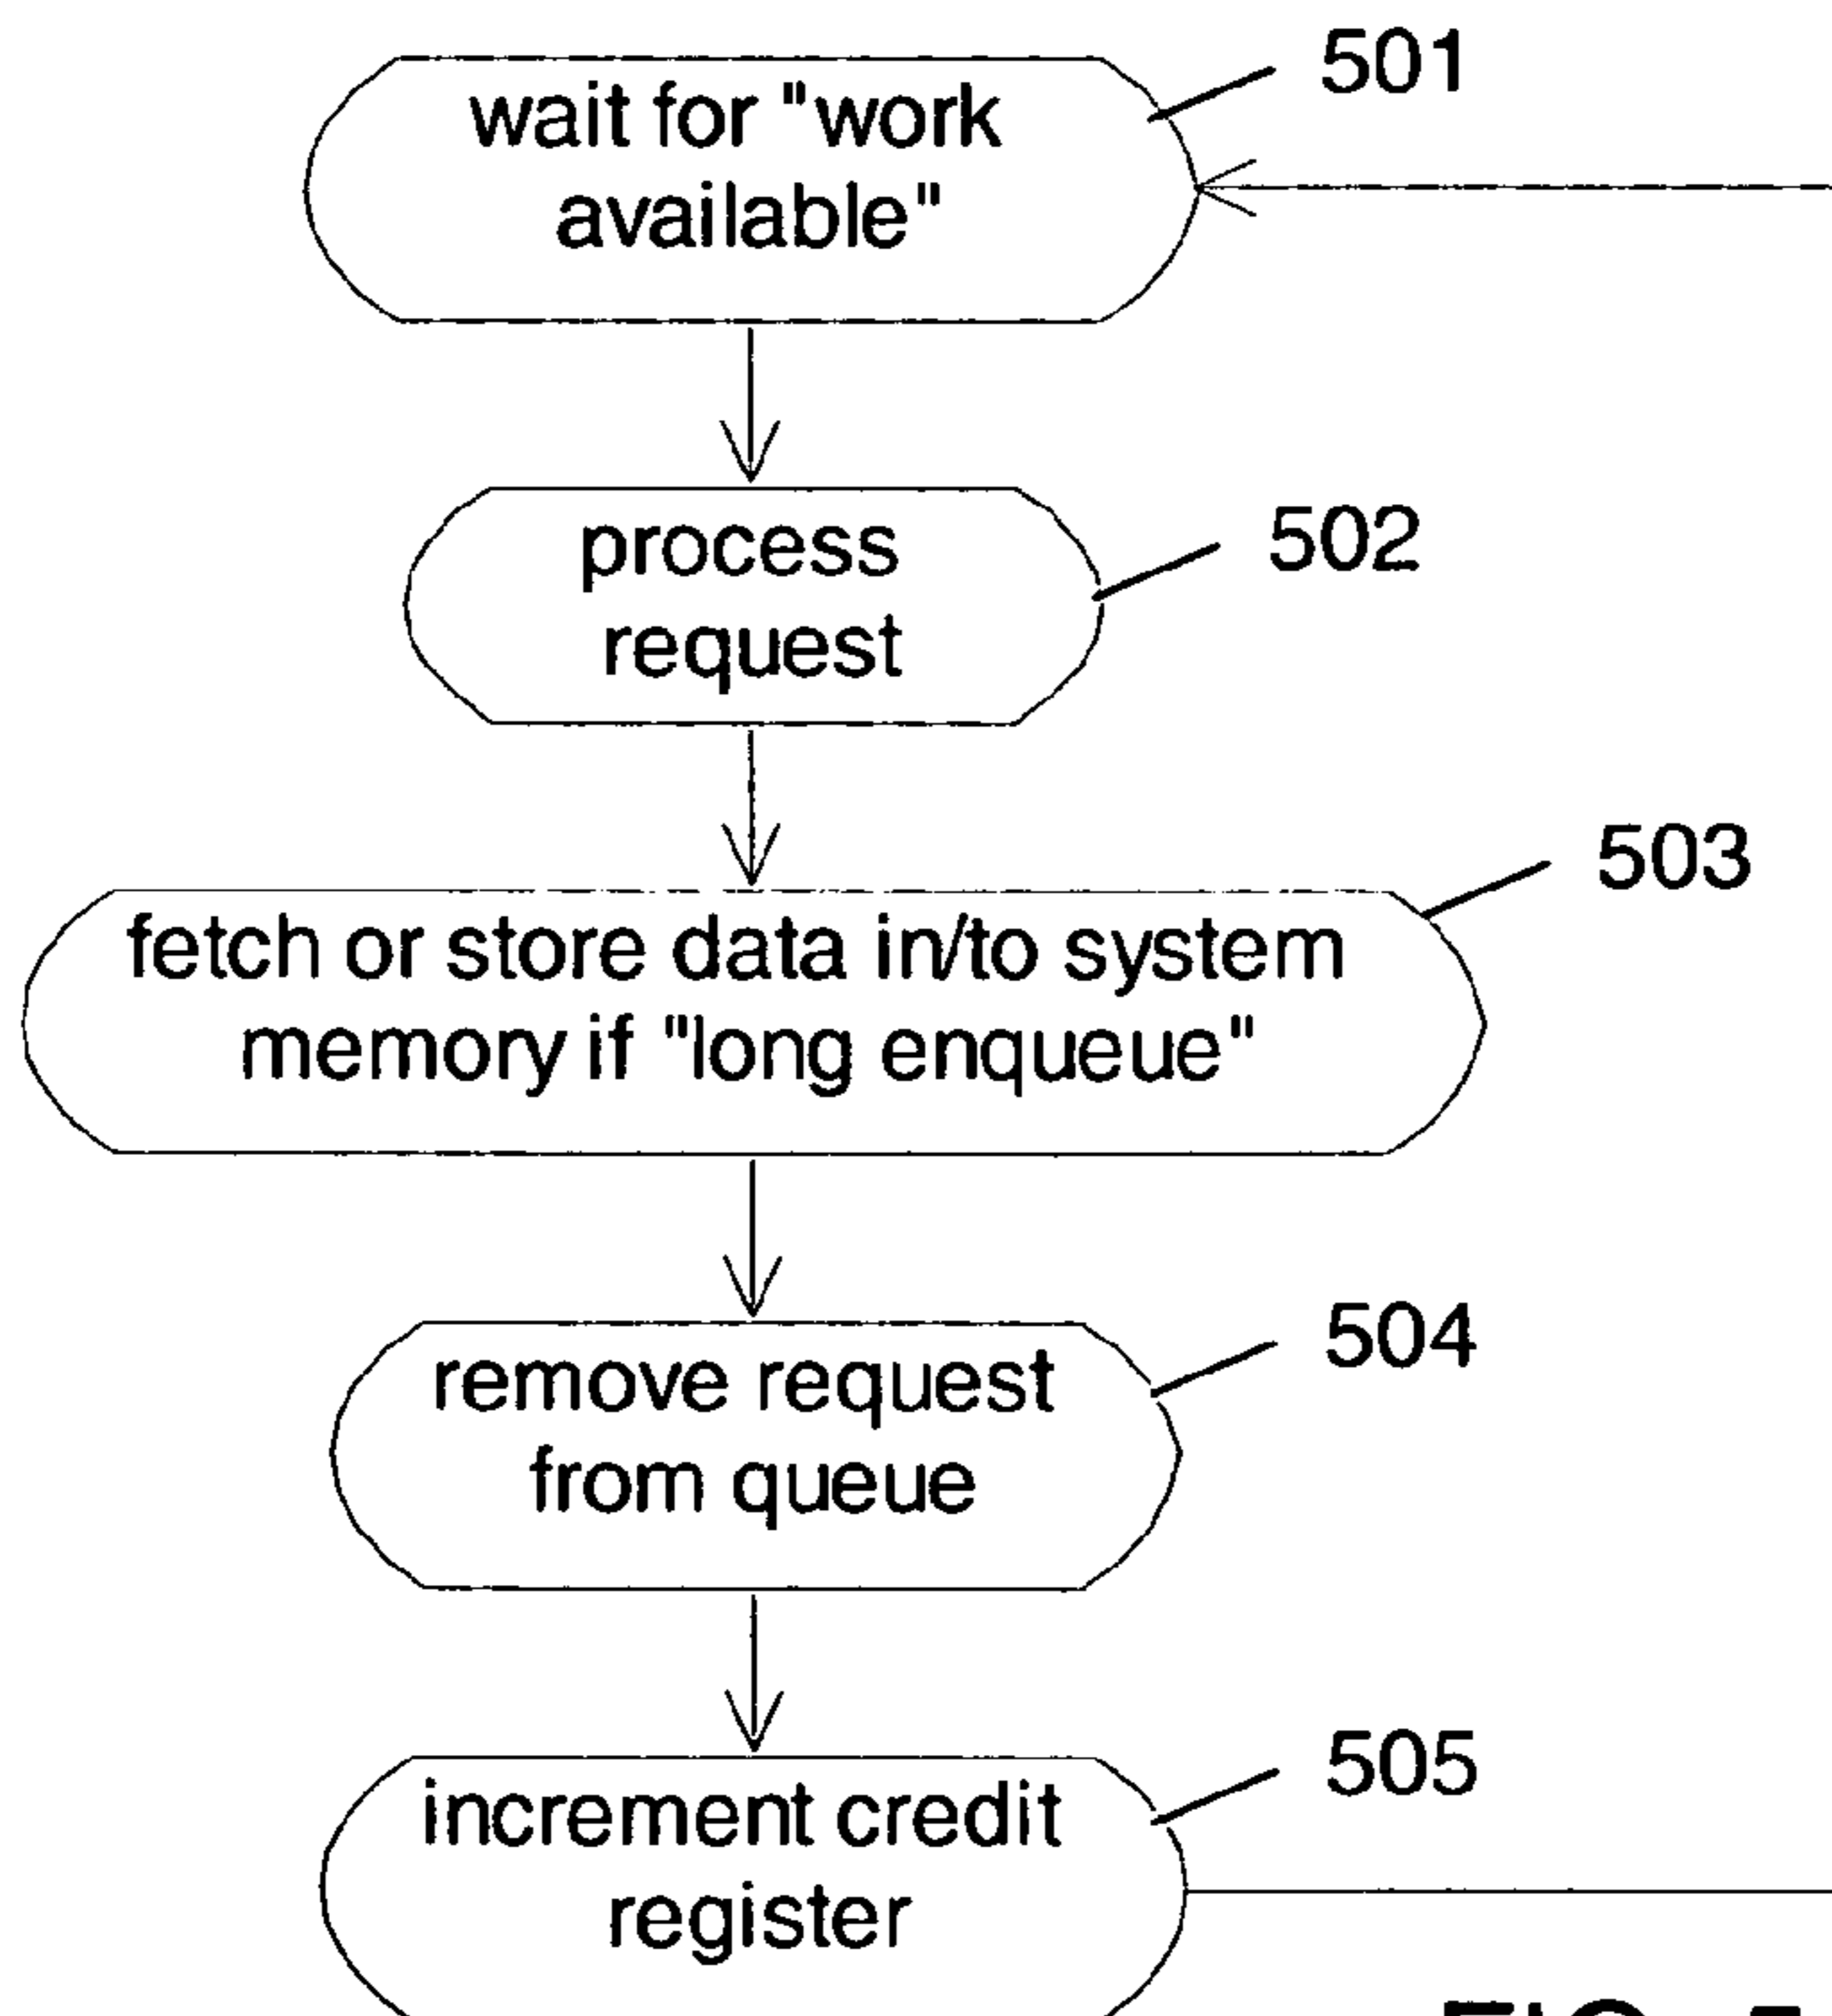 501
wait for "work
available"
502
process
request
503
fetch or store data in/to system
memory if "long enqueue"
504
remove request
from queue
505
increment credit
register